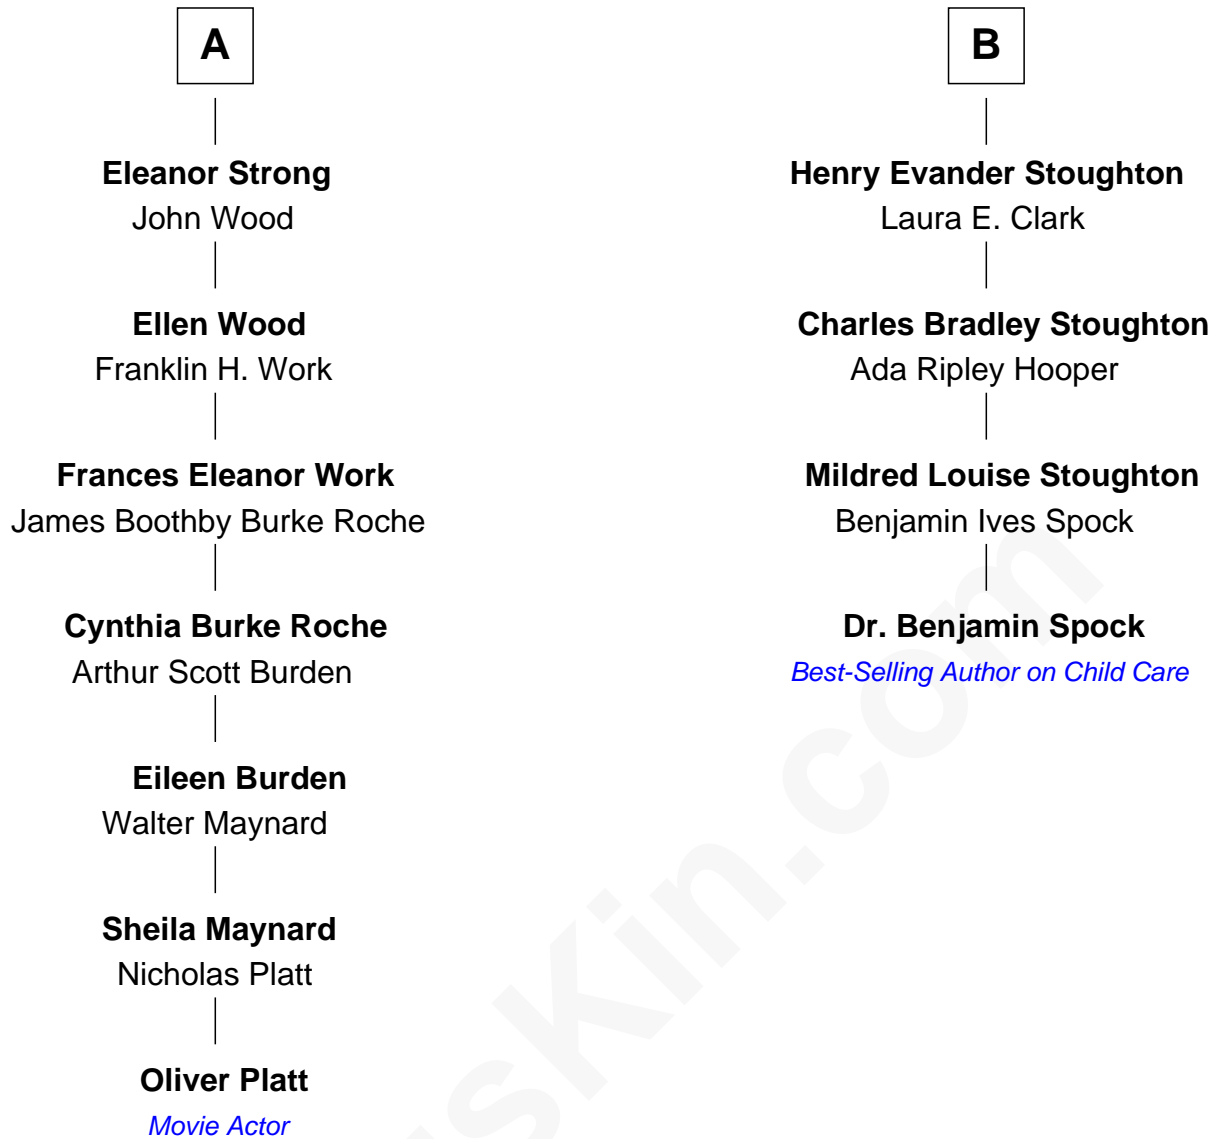 A
Eleanor Strong
John Wood
Ellen Wood
Franklin H. Work
Frances Eleanor Work
James Boothby Burke Roche
Cynthia Burke Roche
Arthur Scott Burden
Eileen Burden
Walter Maynard
Sheila Maynard
Nicholas Platt
Oliver Platt
Movie Actor
B
Henry Evander Stoughton
Laura E. Clark
Charles Bradley Stoughton
Ada Ripley Hooper
Mildred Louise Stoughton
Benjamin Ives Spock
Dr. Benjamin Spock
Best-Selling Author on Child Care
sKin.com